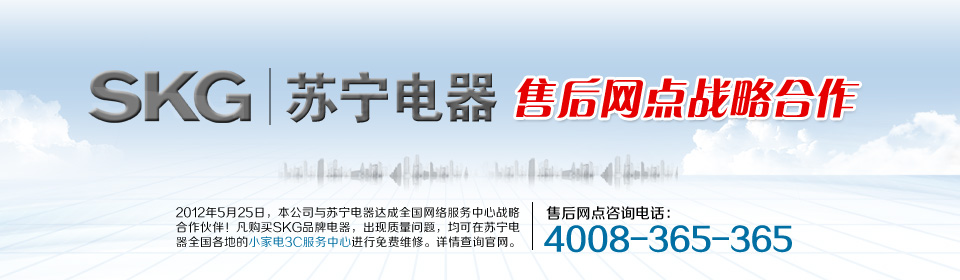 SKG 苏宁电器 售后网点战略合作
2012年5月25日，本公司与苏宁电器达成全国网络服务中心战略
合作伙伴！凡购买SKG品牌电器，出现质量问题，均可在苏宁电
器全国各地的小家电3C服务中心进行免费维修。详情查询官网。
售后网点咨询电话：
4008-365-365